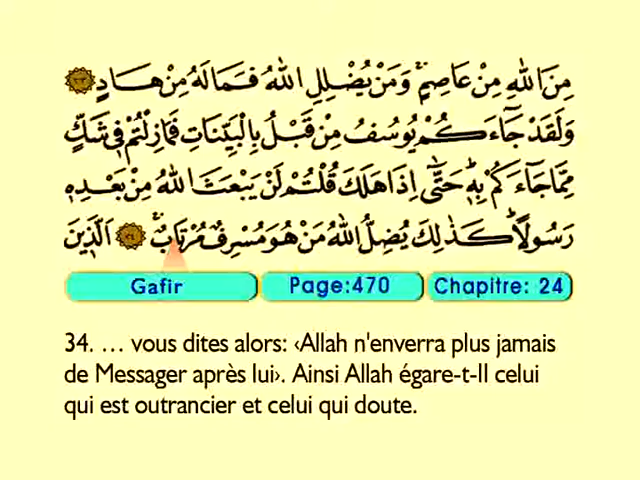 مِنَ اللَّهِ مِنْ عَاصِمٍ ۗ وَمَنْ يُضْلِلِ اللَّهُ فَمَا لَهُ مِنْ هَادٍ ٣٣
وَلَقَدْ جَاءَكُمْ يُوسُفُ مِنْ قَبْلُ بِالْبَيِّنَاتِ فَمَا زِلْتُمْ فِي شَكٍّ
مِمَّا جَاءَكُمْ بِهِ ۖ حَتَّىٰ إِذَا هَلَكَ قُلْتُمْ لَنْ يَبْعَثَ اللَّهُ مِنْ بَعْدِهِ
رَسُولًا ۚ كَذَٰلِكَ يُضِلُّ اللَّهُ مَنْ هُوَ مُسْرِفٌ مُرْتَابٌ ٣٤ الَّذِينَ
Gafir Page:470 Chapitre: 24
34. … vous dites alors: ‹Allah n'enverra plus jamais
de Messager après lui›. Ainsi Allah égare-t-Il celui
qui est outrancier et celui qui doute.